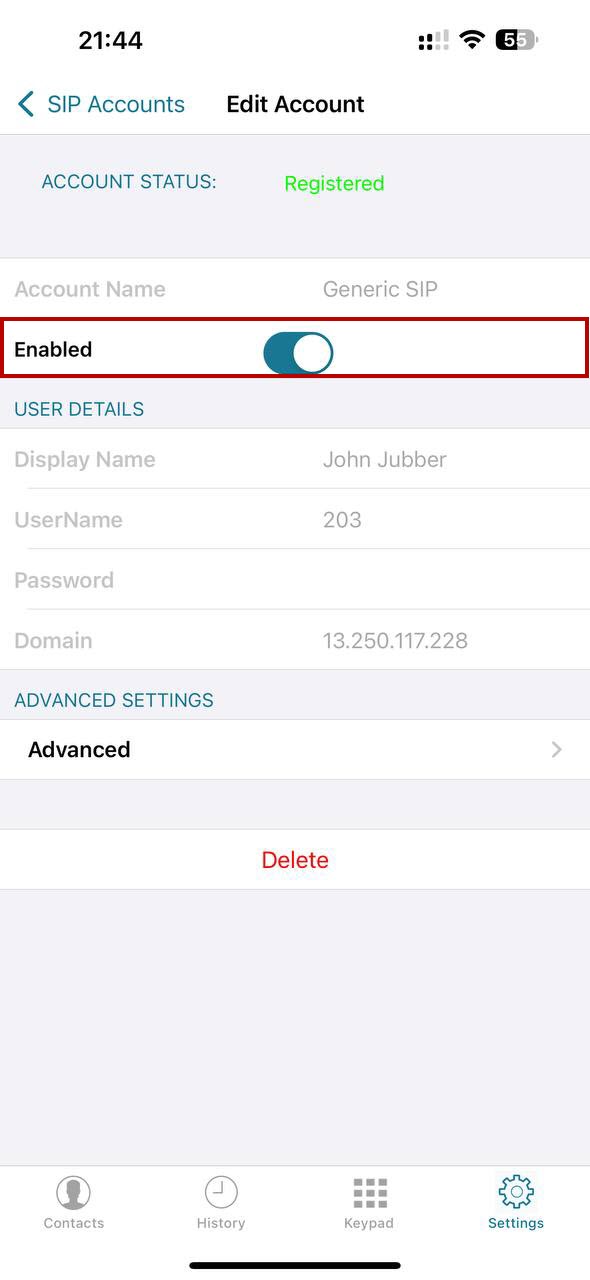 21:44 55
SIP Accounts Edit Account
ACCOUNT STATUS: Registered
Account Name Generic SIP
Enabled
USER DETAILS
Display Name John Jubber
UserName 203
Password
Domain 13.250.117.228
ADVANCED SETTINGS
Advanced
Delete
Contacts History Keypad Settings